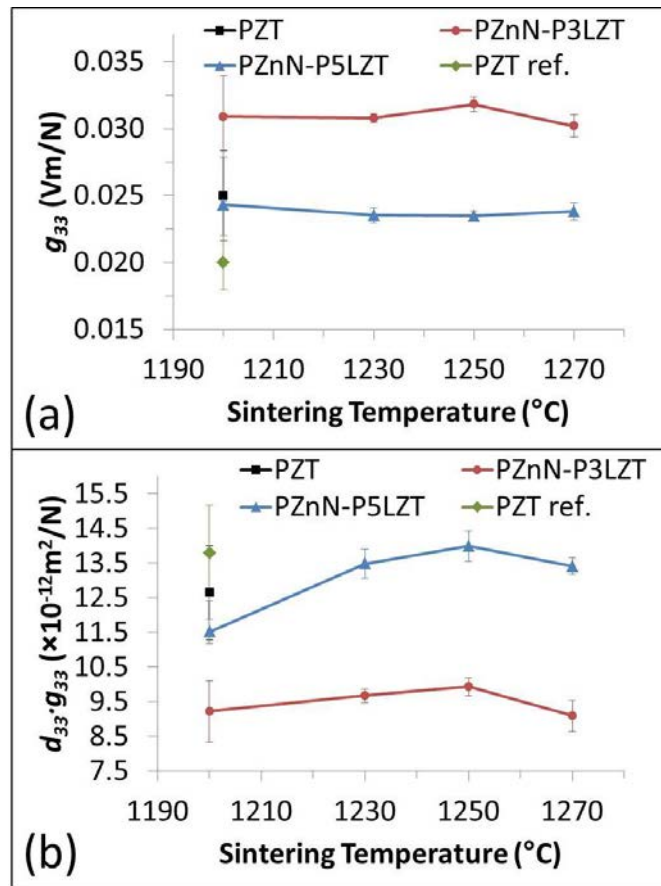 PZT PZnN-P3LZT
PZnN-P5LZT PZT ref.
0.035
0.030
0.025
0.020
0.015
g33 (Vm/N)
1190 1210 1230 1250 1270
Sintering Temperature (°C)
(a)
PZT PZnN-P3LZT
PZnN-P5LZT PZT ref.
15.5
14.5
13.5
12.5
11.5
10.5
9.5
8.5
7.5
d33·g33 (×10-12m2/N)
1190 1210 1230 1250 1270
Sintering Temperature (°C)
(b)